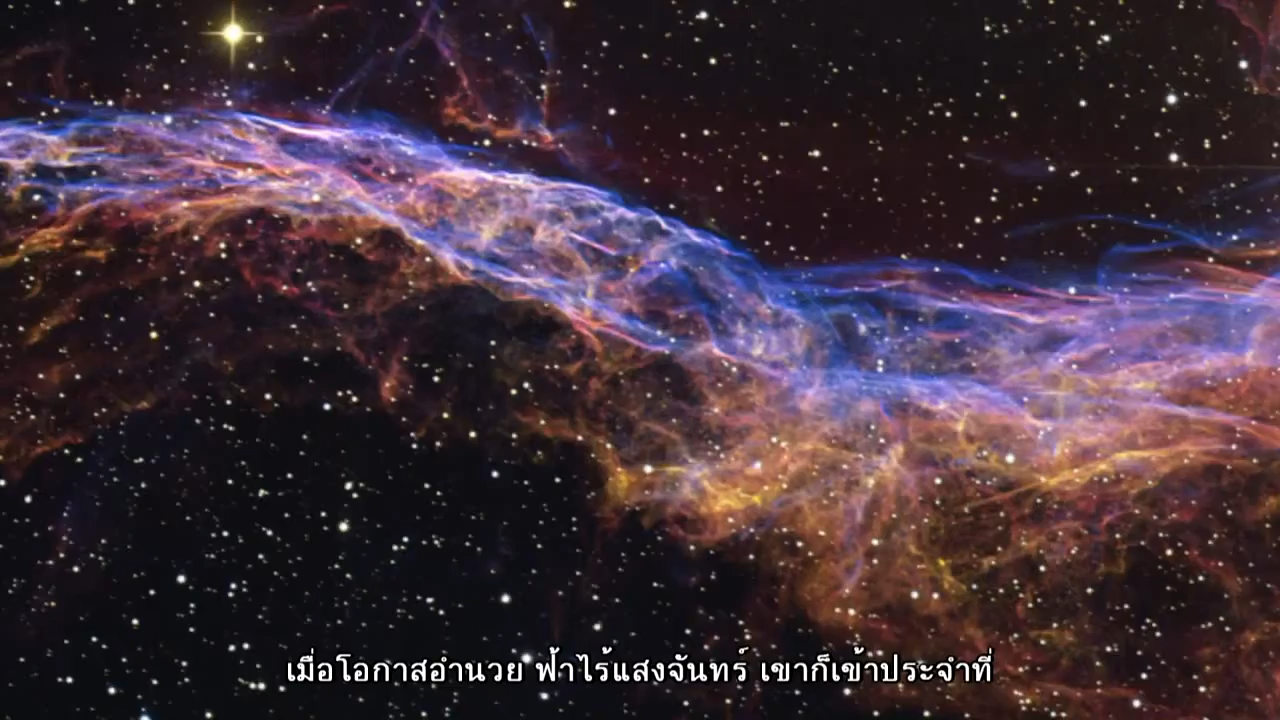 เมื่อโอกาสอำนวย ฟ้าไร้แสงจันทร์ เขาก็เข้าประจำที่